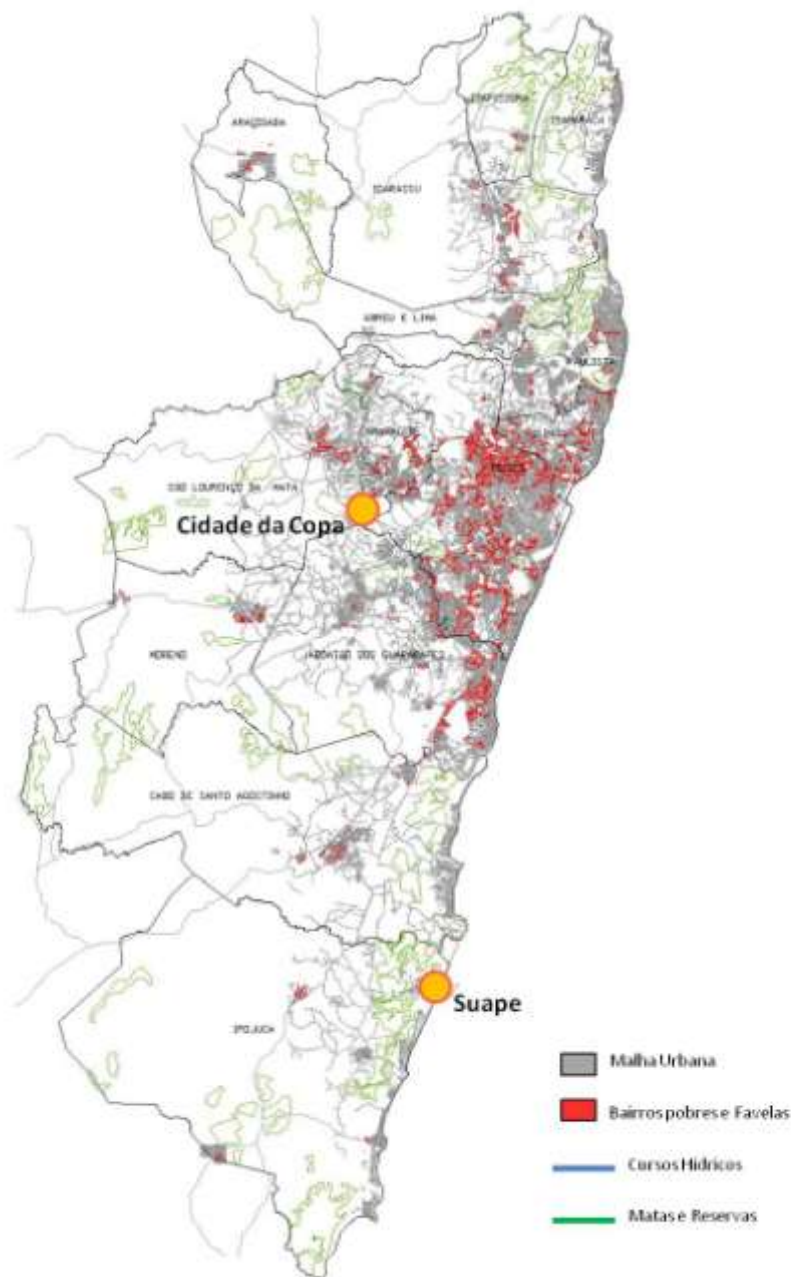 ARAÇOIABA
ITAPISSUMA
IGARASSU
ABREU E LIMA
PAULISTA
SÃO LOURENÇO DA MATA
Cidade da Copa
MORENO
JABOATÃO DOS GUARARAPES
CABO DE SANTO AGOSTINHO
Suape
IPOJUCA
Malha Urbana
Bairros pobres e Favelas
Cursos Hídricos
Matas e Reservas